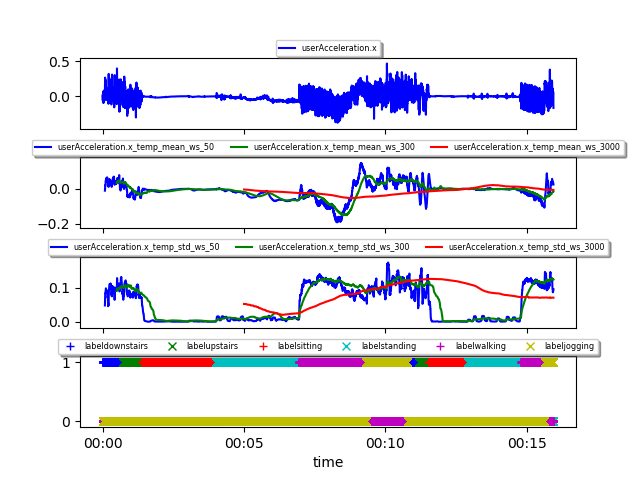 userAcceleration.x
0.5
0.0
userAcceleration.x_temp_mean_ws_50 userAcceleration.x_temp_mean_ws_300 userAcceleration.x_temp_mean_ws_3000
0.0
−0.2
userAcceleration.x_temp_std_ws_50 userAcceleration.x_temp_std_ws_300 userAcceleration.x_temp_std_ws_3000
0.1
0.0
labeldownstairs labelupstairs labelsitting labelstanding labelwalking labeljogging
1
0
00:00 00:05 00:10 00:15
time